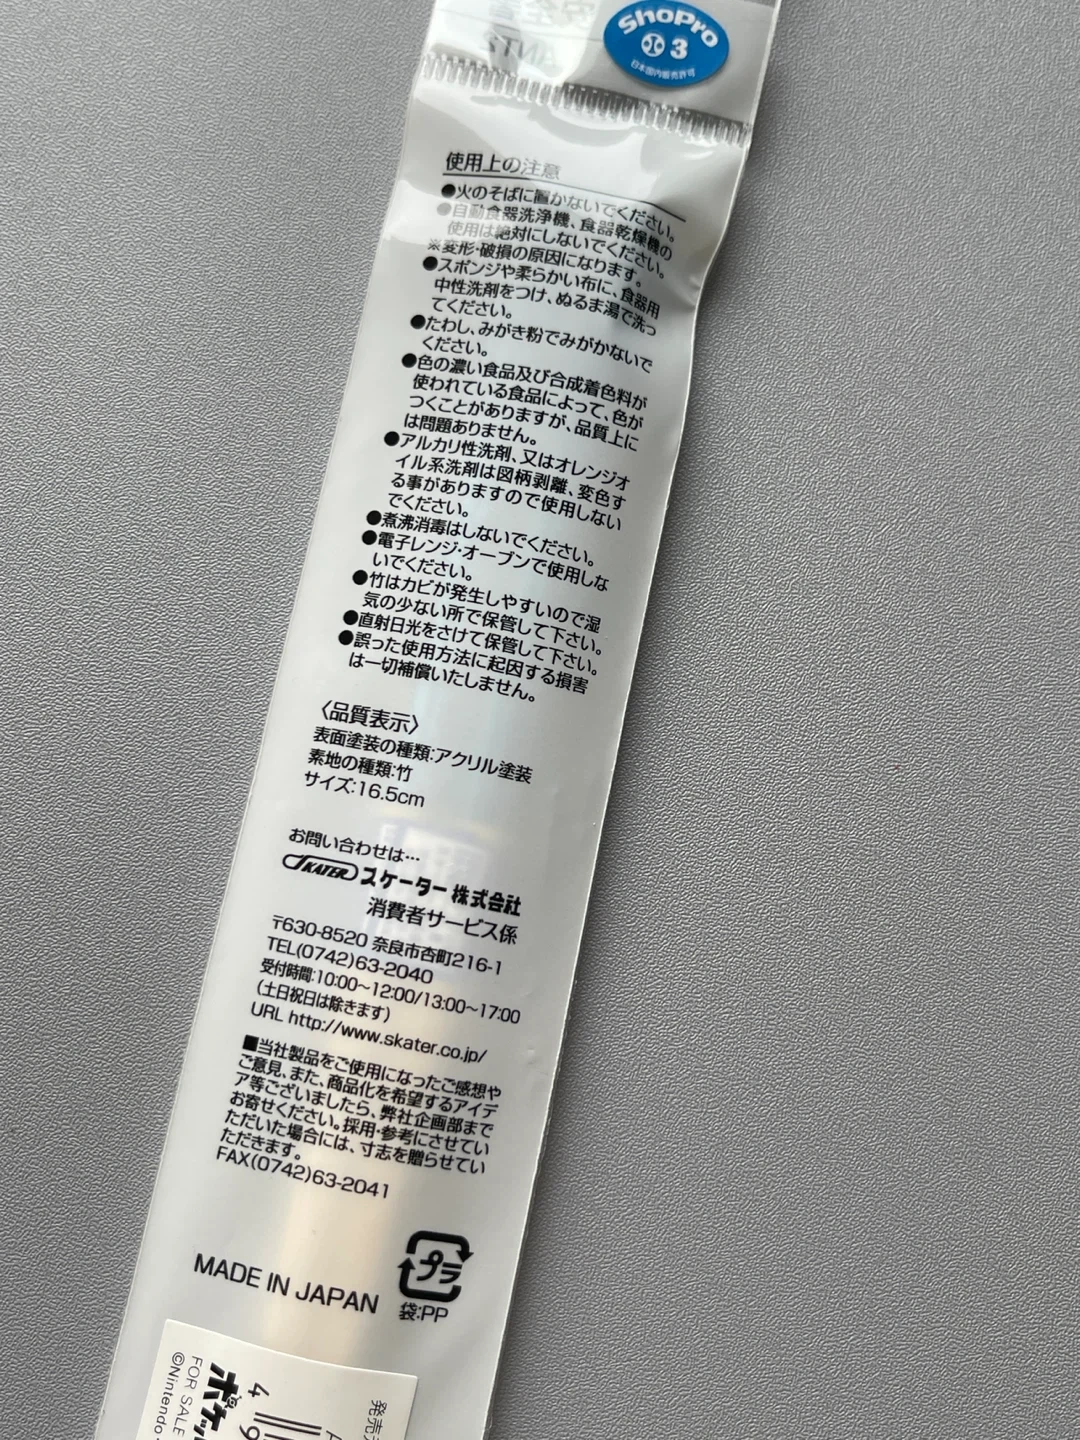 ShoPro
3
日本国内販売許可
使用上の注意
●火のそばに置かないでください。
●自動食器洗浄機、食器乾燥機の
使用は絶対にしないでください。
※変形・破損の原因になります。
●スポンジや柔らかい布に、食器用
中性洗剤をつけ、ぬるま湯で洗っ
てください。
●たわし、みがき粉でみがかないで
ください。
●色の濃い食品及び合成着色料が
使われている食品によって、色が
つくことがありますが、品質上に
は問題ありません。
●アルカリ性洗剤、又はオレンジオ
イル系洗剤は図柄剥離、変色す
る事がありますので使用しない
でください。
●煮沸消毒はしないでください。
●電子レンジ・オーブンで使用しな
いでください。
●竹はカビが発生しやすいので湿
気の少ない所で保管して下さい。
●直射日光をさけて保管して下さい。
●誤った使用方法に起因する損害
は一切補償いたしません。
〈品質表示〉
表面塗装の種類:アクリル塗装
素地の種類:竹
サイズ:16.5cm
お問い合わせは…
SKATER スケーター 株式会社
消費者サービス係
〒630-8520 奈良市杏町216-1
TEL(0742)63-2040
受付時間:10:00〜12:00/13:00〜17:00
(土日祝日は除きます)
URL http://www.skater.co.jp/
■当社製品をご使用になったご感想や
ご意見、また、商品化を希望するアイデ
ア等ございましたら、弊社企画部まで
お寄せください。採用・参考にさせてい
ただいた場合には、寸志を贈らせてい
ただきます。
FAX(0742)63-2041
MADE IN JAPAN
プラ
袋:PP
ポケッ
FOR SALE
©Nintendo
4
発売